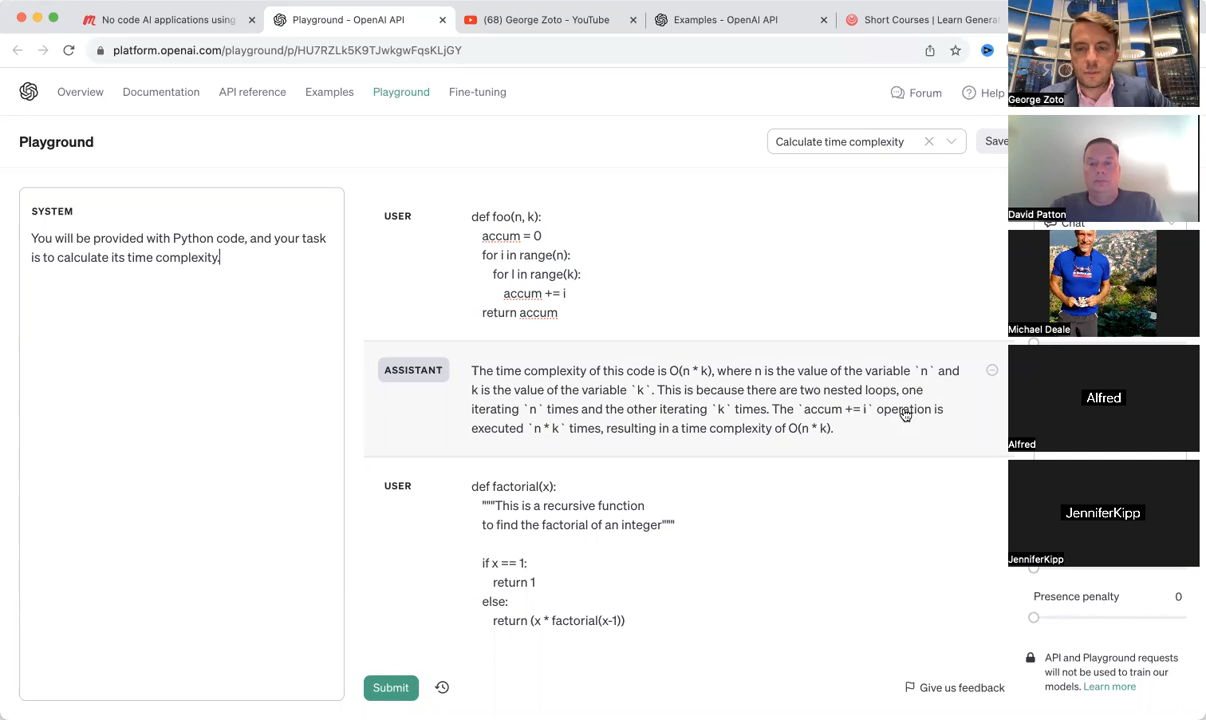 No code AI applications using
Playground - OpenAI API
(68) George Zoto - YouTube
Examples - OpenAI API
Short Courses | Learn Genera
platform.openai.com/playground/p/HU7RZLk5K9TJwkgwFqsKLjGY
Overview
Documentation
API reference
Examples
Playground
Fine-tuning
Forum
Help
Playground
Calculate time complexity
Save
SYSTEM
You will be provided with Python code, and your task
is to calculate its time complexity.
USER
def foo(n, k):
accum = 0
for i in range(n):
for l in range(k):
accum += i
return accum
ASSISTANT
The time complexity of this code is O(n * k), where n is the value of the variable `n` and
k is the value of the variable `k`. This is because there are two nested loops, one
iterating `n` times and the other iterating `k` times. The `accum += i` operation is
executed `n * k` times, resulting in a time complexity of O(n * k).
USER
def factorial(x):
"""This is a recursive function
to find the factorial of an integer"""
if x == 1:
return 1
else:
return (x * factorial(x-1))
Submit
Give us feedback
George Zoto
David Patton
Chat
Michael Deale
Alfred
Alfred
JenniferKipp
JenniferKipp
Presence penalty
0
API and Playground requests
will not be used to train our
models. Learn more